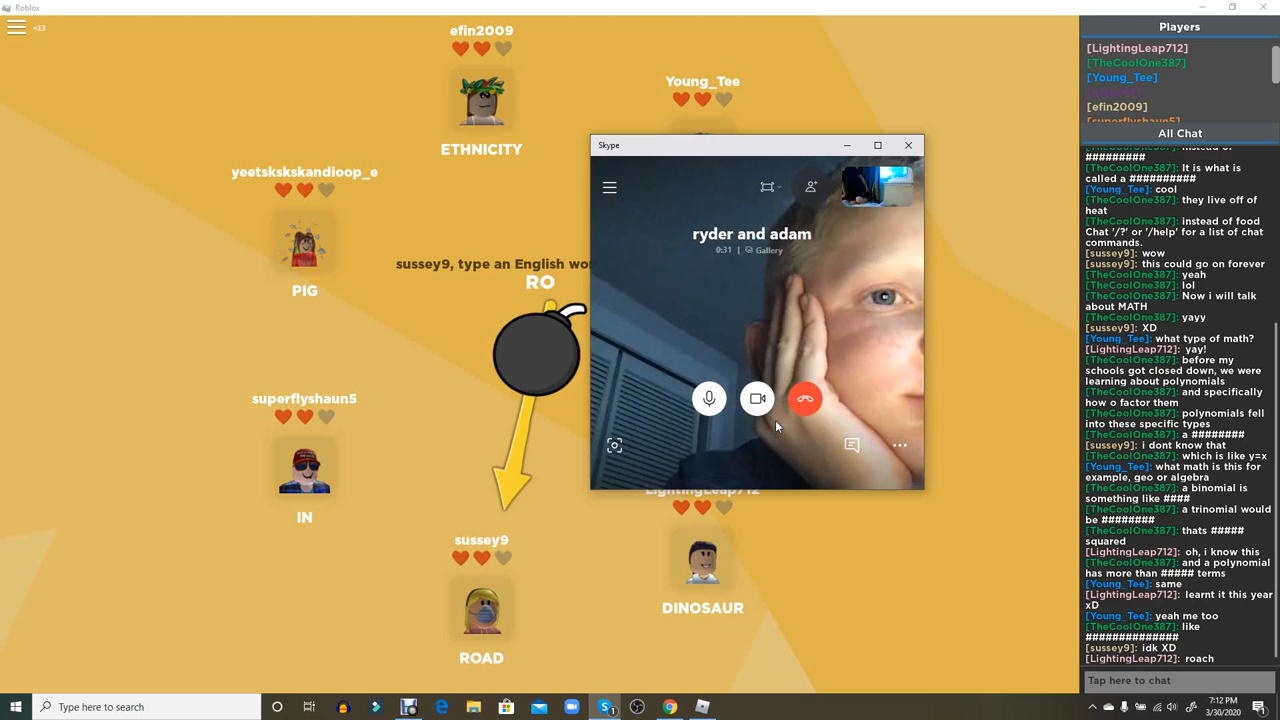 Roblox
<13
efin2009
ETHNICITY
Young_Tee
yeetskskskandioop_e
PIG
sussey9, type an English wo
RO
superflyshaun5
IN
sussey9
ROAD
DINOSAUR
Skype
ryder and adam
0:31 | Gallery
Players
[LightingLeap712]
[TheCoolOne387]
[Young_Tee]
[efin2009]
[superflyshaun5]
All Chat
#########
[TheCoolOne387]: It is what is
called a ##########
[Young_Tee]: cool
[TheCoolOne387]: they live off of
heat
[TheCoolOne387]: instead of food
Chat '/?' or '/help' for a list of chat
commands.
[sussey9]: wow
[sussey9]: this could go on forever
[TheCoolOne387]: yeah
[TheCoolOne387]: lol
[TheCoolOne387]: Now i will talk
about MATH
[TheCoolOne387]: yayy
[sussey9]: XD
[Young_Tee]: what type of math?
[LightingLeap712]: yay!
[TheCoolOne387]: before my
schools got closed down, we were
learning about polynomials
[TheCoolOne387]: and specifically
how o factor them
[TheCoolOne387]: polynomials fell
into these specific types
[TheCoolOne387]: a ########
[sussey9]: i dont know that
[TheCoolOne387]: which is like y=x
[Young_Tee]: what math is this for
example, geo or algebra
[TheCoolOne387]: a binomial is
something like ####
[TheCoolOne387]: a trinomial would
be ########
[TheCoolOne387]: thats #####
squared
[LightingLeap712]: oh, i know this
[TheCoolOne387]: and a polynomial
has more than ##### terms
[Young_Tee]: same
[LightingLeap712]: learnt it this year
xD
[Young_Tee]: yeah me too
[TheCoolOne387]: like
##############
[sussey9]: idk XD
[LightingLeap712]: roach
Tap here to chat
Type here to search
1
7:12 PM
3/30/2020
1